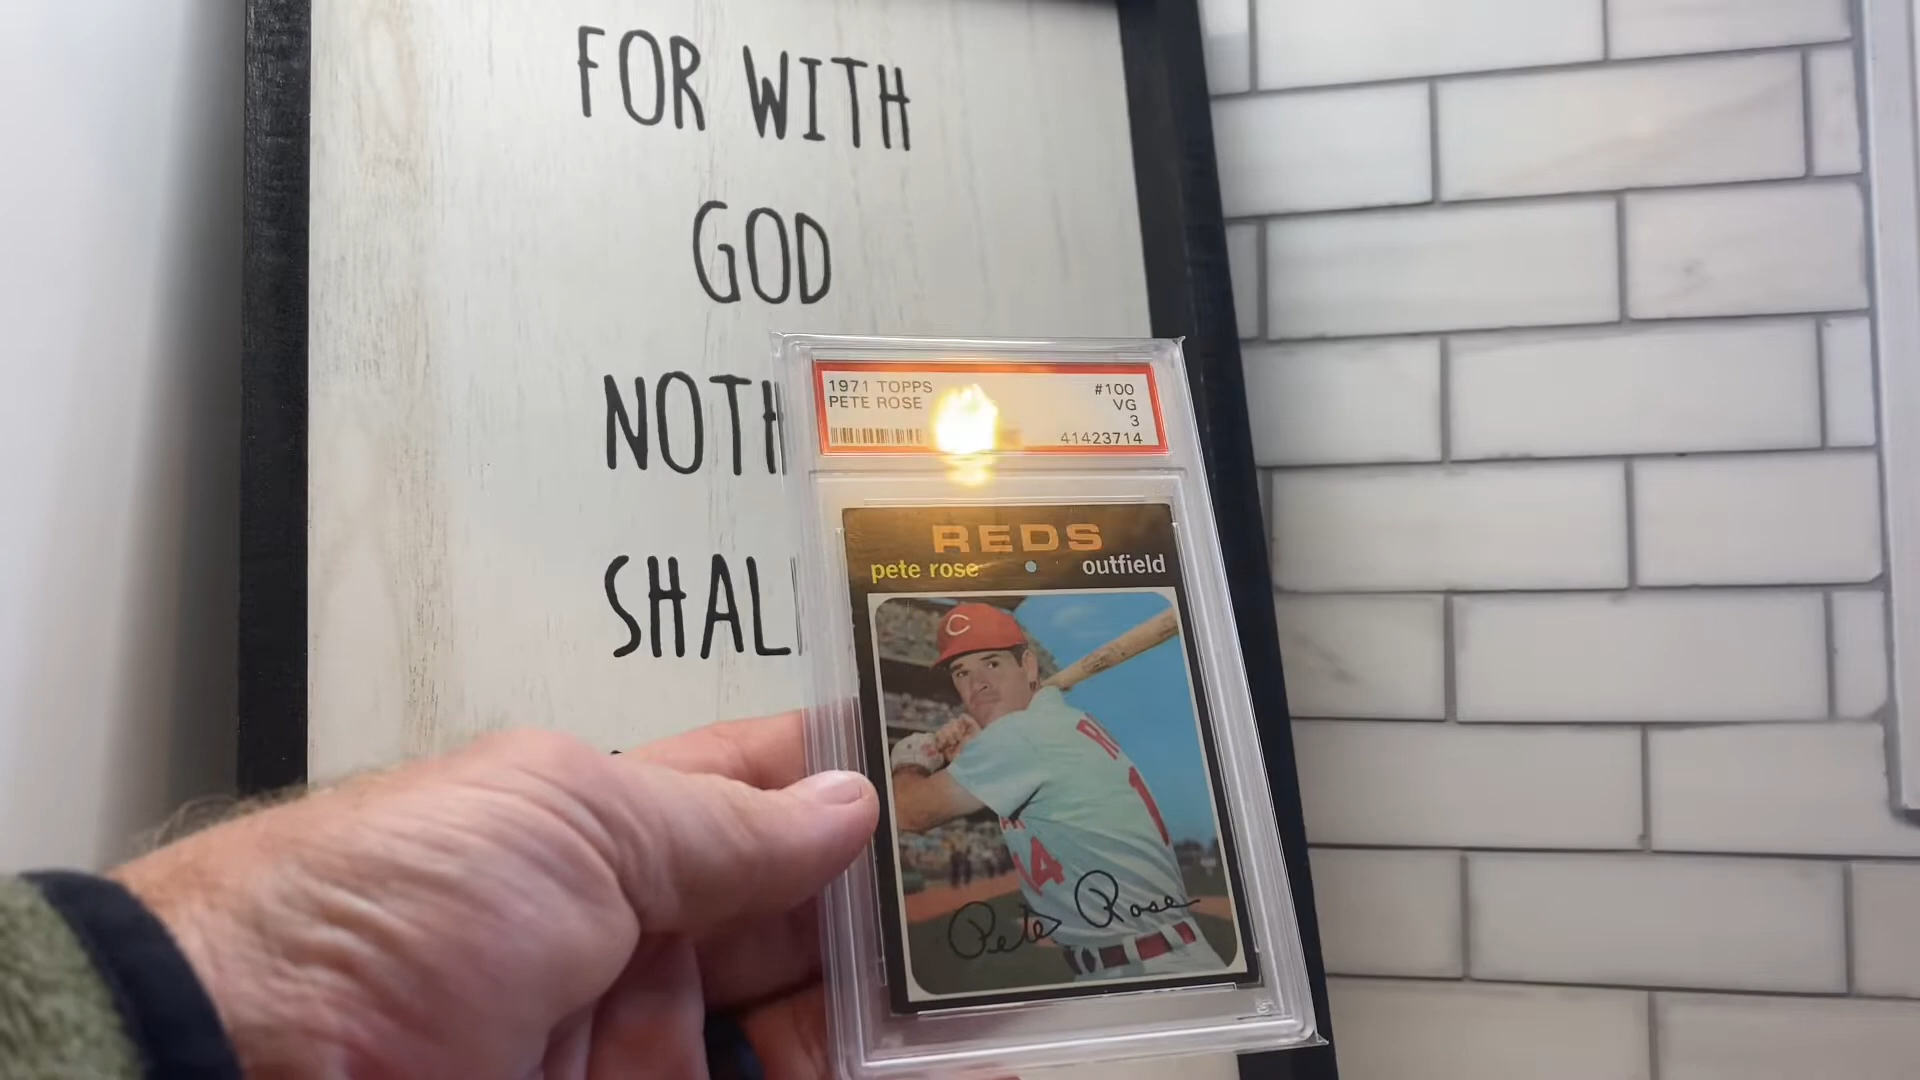 FOR WITH
GOD
NOTH
SHAL
1971 TOPPS #100
PETE ROSE VG
3
41423714
REDS
pete rose • outfield
C
14
Pete Rose